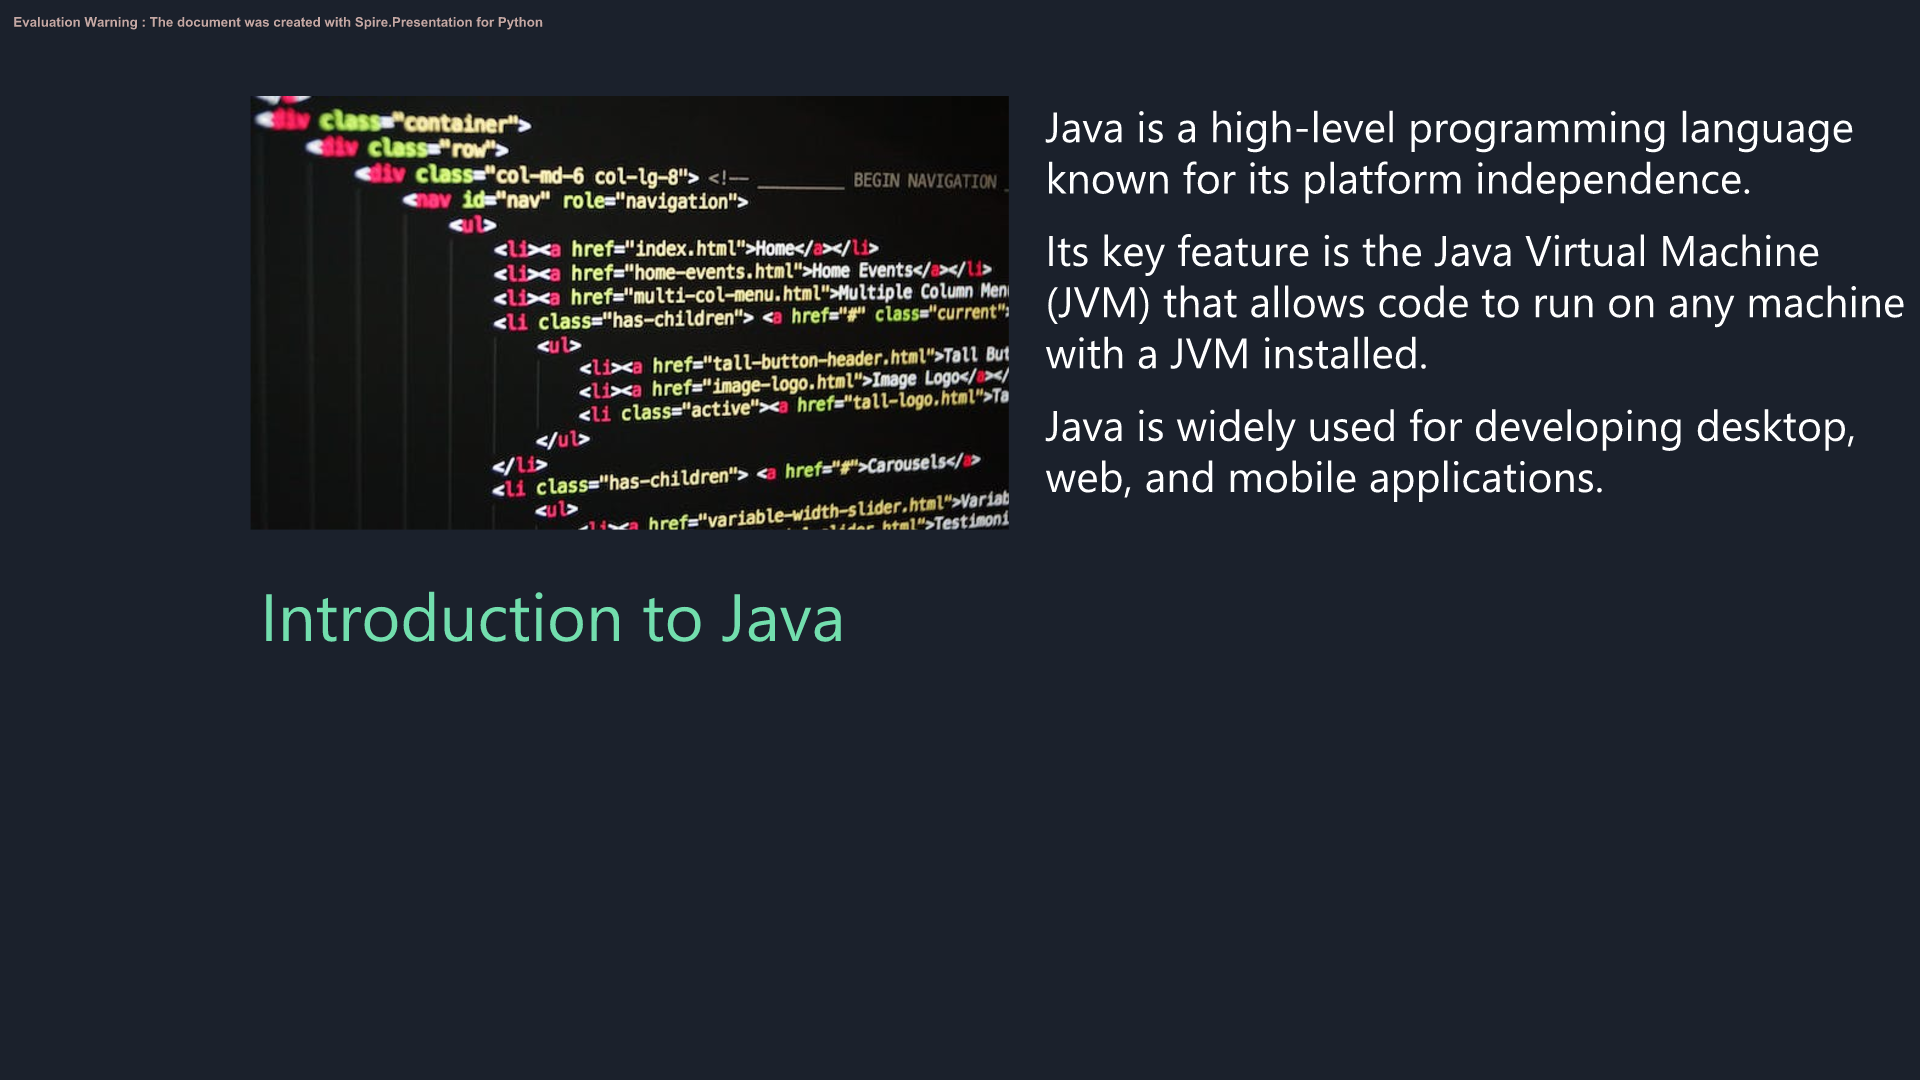 Evaluation Warning : The document was created with Spire.Presentation for Python
<div class="container">
<div class="row">
<div class="col-md-6 col-lg-8"> <!-- ________ BEGIN NAVIGATION _
<nav id="nav" role="navigation">
<ul>
<li><a href="index.html">Home</a></li>
<li><a href="home-events.html">Home Events</a></li>
<li><a href="multi-col-menu.html">Multiple Column Men
<li class="has-children"> <a href="#" class="current">
<ul>
<li><a href="tall-button-header.html">Tall But
<li><a href="image-logo.html">Image Logo</a></
<li class="active"><a href="tall-logo.html">Ta
</ul>
</li>
<li class="has-children"> <a href="#">Carousels</a>
<ul>
<li><a href="variable-width-slider.html">Variab
slider.html">Testimoni
Java is a high-level programming language
known for its platform independence.
Its key feature is the Java Virtual Machine
(JVM) that allows code to run on any machine
with a JVM installed.
Java is widely used for developing desktop,
web, and mobile applications.
Introduction to Java